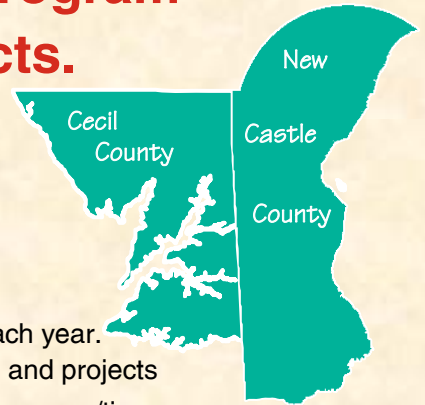 cts.
New
Cecil
Castle
County
County
ach year.
and projects